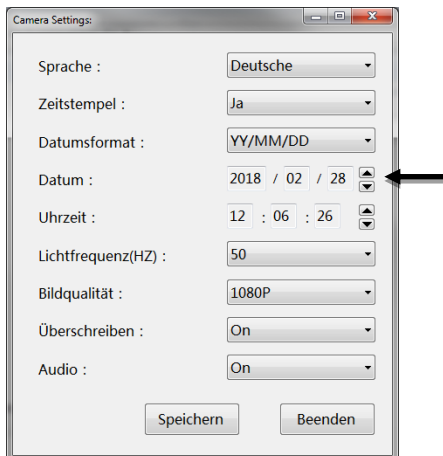 Camera Settings:
Sprache : Deutsche
Zeitstempel : Ja
Datumsformat : YY/MM/DD
Datum : 2018 / 02 / 28
Uhrzeit : 12 : 06 : 26
Lichtfrequenz(HZ) : 50
Bildqualität : 1080P
Überschreiben : On
Audio : On
Speichern Beenden